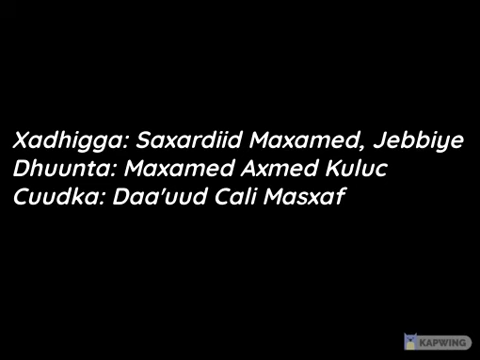 Xadhigga: Saxardiid Maxamed, Jebbiye
Dhuunta: Maxamed Axmed Kuluc
Cuudka: Daa'uud Cali Masxaf
KAPWING